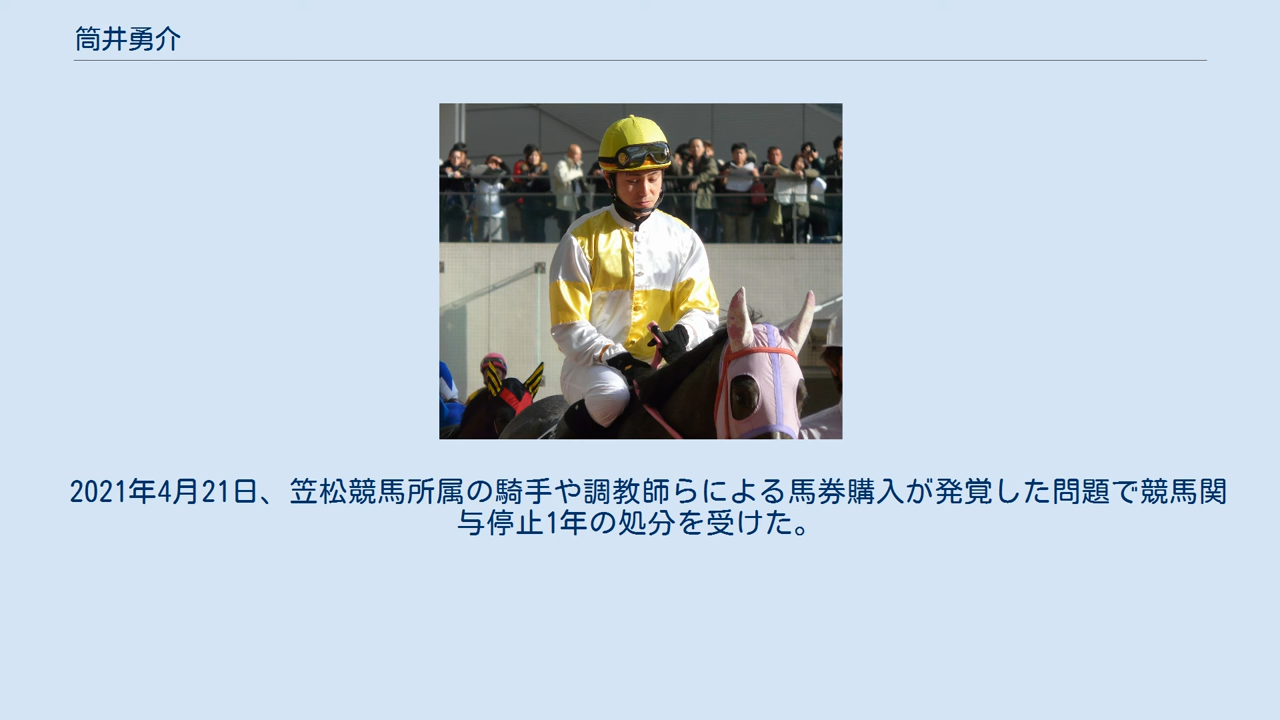 筒井勇介
2021年4月21日、笠松競馬所属の騎手や調教師らによる馬券購入が発覚した問題で競馬関
与停止1年の処分を受けた。